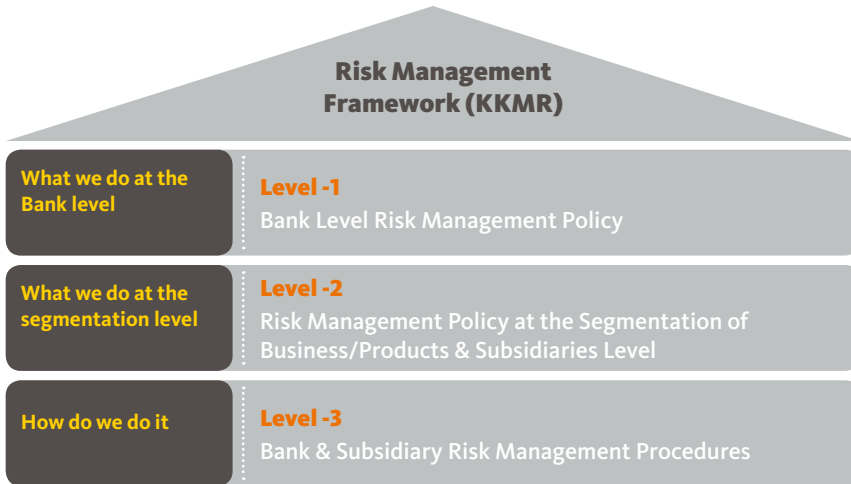 Risk Management
Framework (KKMR)
What we do at the
Bank level
Level -1
Bank Level Risk Management Policy
What we do at the
segmentation level
Level -2
Risk Management Policy at the Segmentation of
Business/Products & Subsidiaries Level
How do we do it
Level -3
Bank & Subsidiary Risk Management Procedures